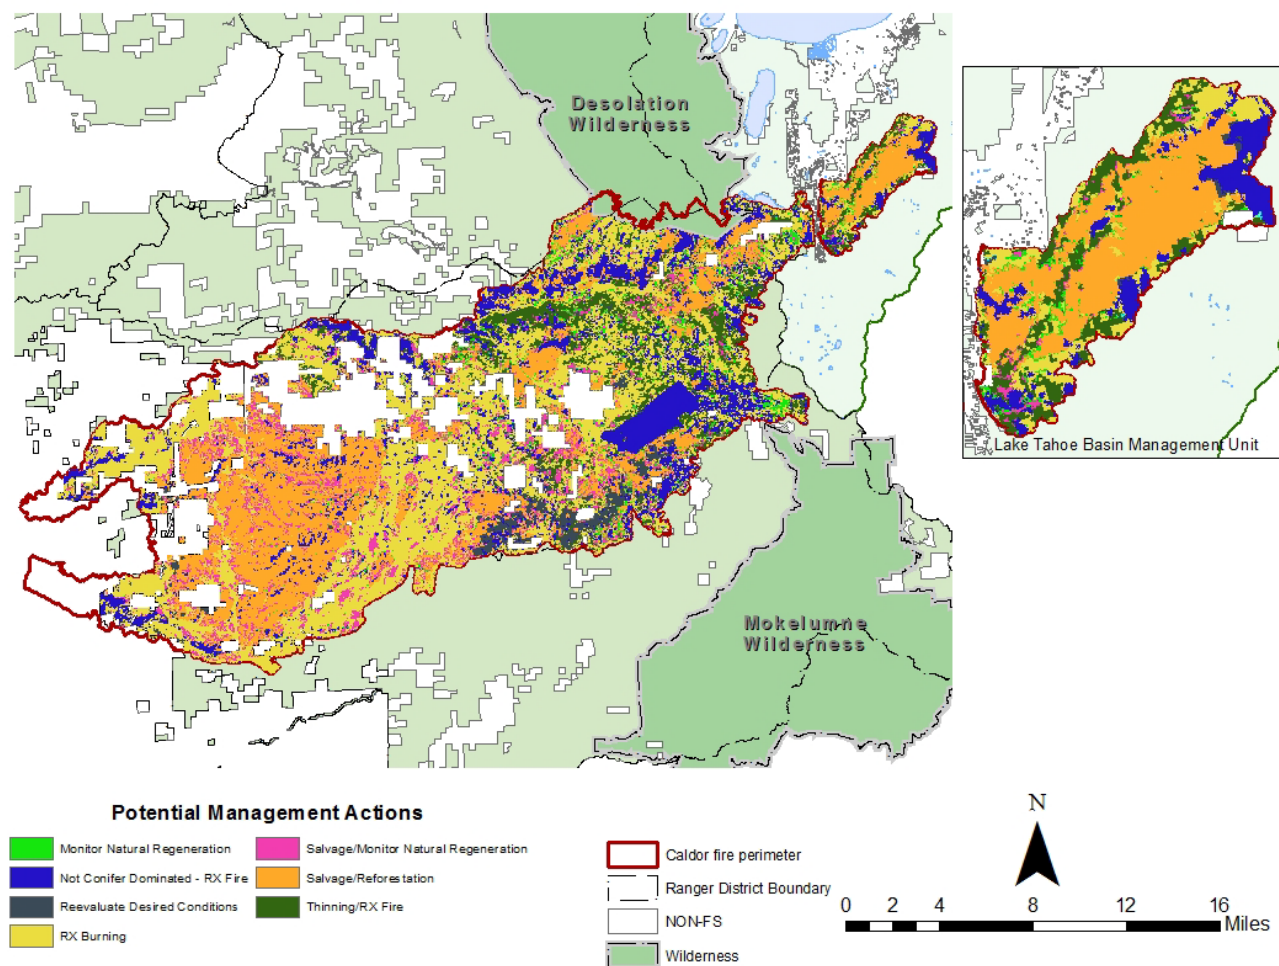 Desolation
Wilderness
Lake Tahoe Basin Management Unit
Mokelumne
Wilderness
Potential Management Actions
Monitor Natural Regeneration
Not Conifer Dominated - RX Fire
Reevaluate Desired Conditions
RX Burning
Salvage/Monitor Natural Regeneration
Salvage/Reforestation
Thinning/RX Fire
Caldor fire perimeter
Ranger District Boundary
NON-FS
Wilderness
N
0 2 4 8 12 16
Miles